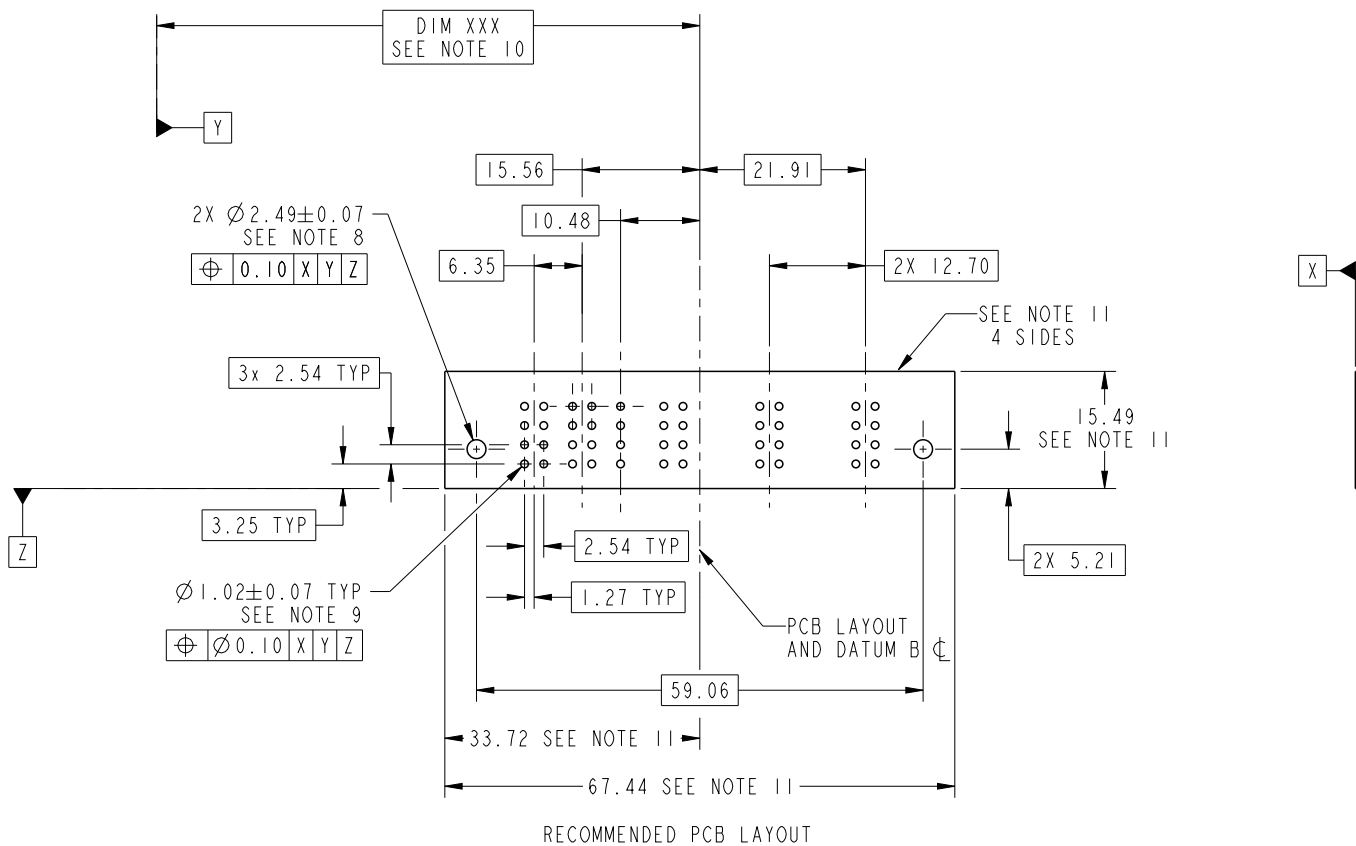 DIM XXX
SEE NOTE 10
Y
15.56
21.91
2X Ø2.49±0.07
SEE NOTE 8
10.48
⌖ 0.10 X Y Z
6.35
2X 12.70
X
SEE NOTE 11
4 SIDES
3x 2.54 TYP
15.49
SEE NOTE 11
3.25 TYP
Z
2.54 TYP
2X 5.21
Ø1.02±0.07 TYP
SEE NOTE 9
1.27 TYP
⌖ Ø0.10 X Y Z
PCB LAYOUT
AND DATUM B ℄
59.06
33.72 SEE NOTE 11
67.44 SEE NOTE 11
RECOMMENDED PCB LAYOUT